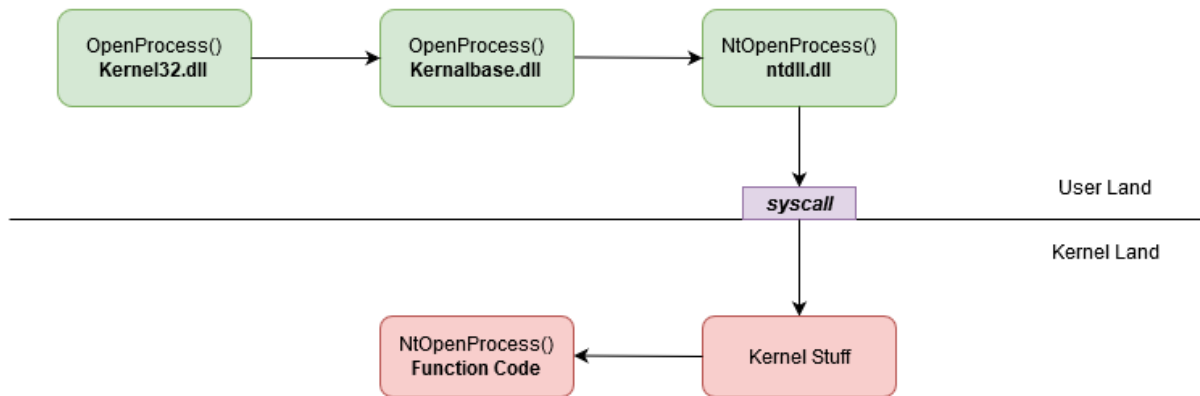 OpenProcess()
Kernel32.dll
OpenProcess()
Kernalbase.dll
NtOpenProcess()
ntdll.dll
syscall
User Land
Kernel Land
NtOpenProcess()
Function Code
Kernel Stuff